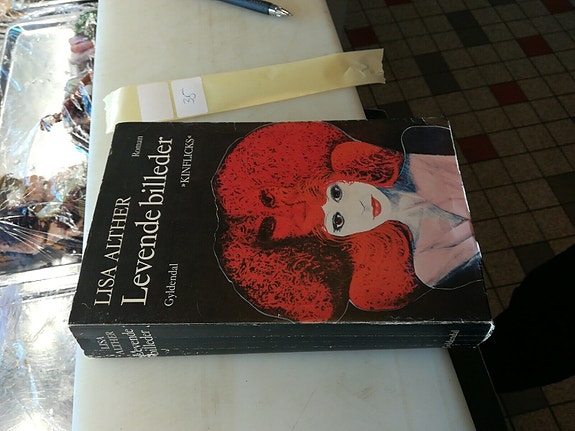 LISA ALTHER
Levende billeder
Roman
"KINFLICKS"
Gyldendal
LISA
ALTHER
Levende
billeder
Gyldendal
35